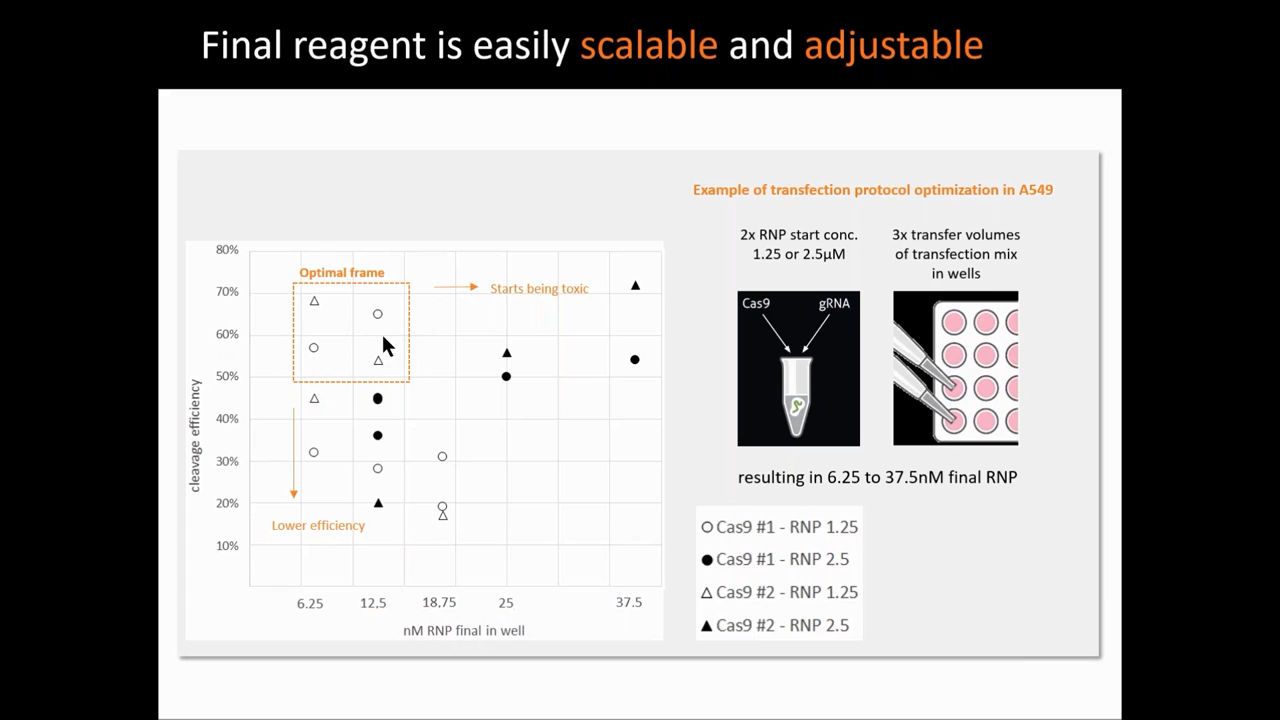 Final reagent is easily scalable and adjustable
Example of transfection protocol optimization in A549
2x RNP start conc.
1.25 or 2.5µM
3x transfer volumes
of transfection mix
in wells
Cas9
gRNA
resulting in 6.25 to 37.5nM final RNP
Cas9 #1 - RNP 1.25
Cas9 #1 - RNP 2.5
Cas9 #2 - RNP 1.25
Cas9 #2 - RNP 2.5
cleavage efficiency
80%
70%
60%
50%
40%
30%
20%
10%
Optimal frame
Starts being toxic
Lower efficiency
6.25
12,5
18,75
25
37.5
nM RNP final in well